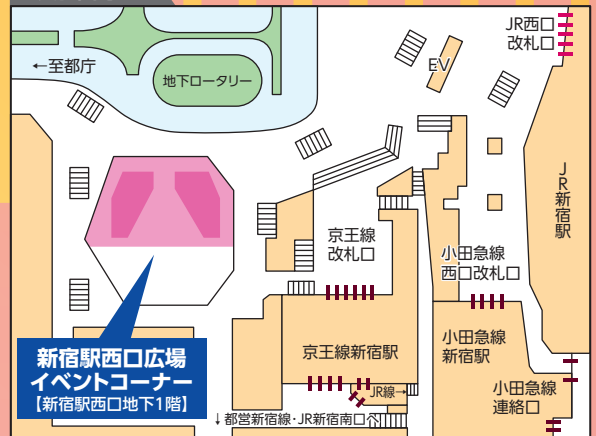 JR西口
改札口
←至都庁
EV
地下ロータリー
JR新宿駅
京王線
改札口
小田急線
西口改札口
新宿駅西口広場
イベントコーナー
【新宿駅西口地下1階】
京王線新宿駅
小田急線
新宿駅
JR線→
小田急線
連絡口
↓都営新宿線・JR新宿南口へ